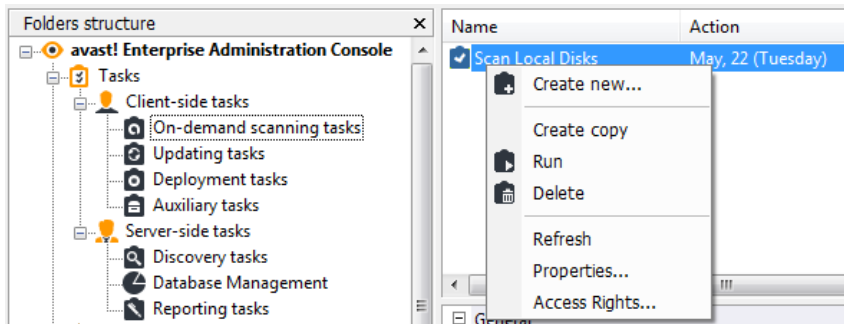 Folders structure
avast! Enterprise Administration Console
Tasks
Client-side tasks
On-demand scanning tasks
Updating tasks
Deployment tasks
Auxiliary tasks
Server-side tasks
Discovery tasks
Database Management
Reporting tasks
Name Action
Scan Local Disks May, 22 (Tuesday)
Create new...
Create copy
Run
Delete
Refresh
Properties...
Access Rights...
General